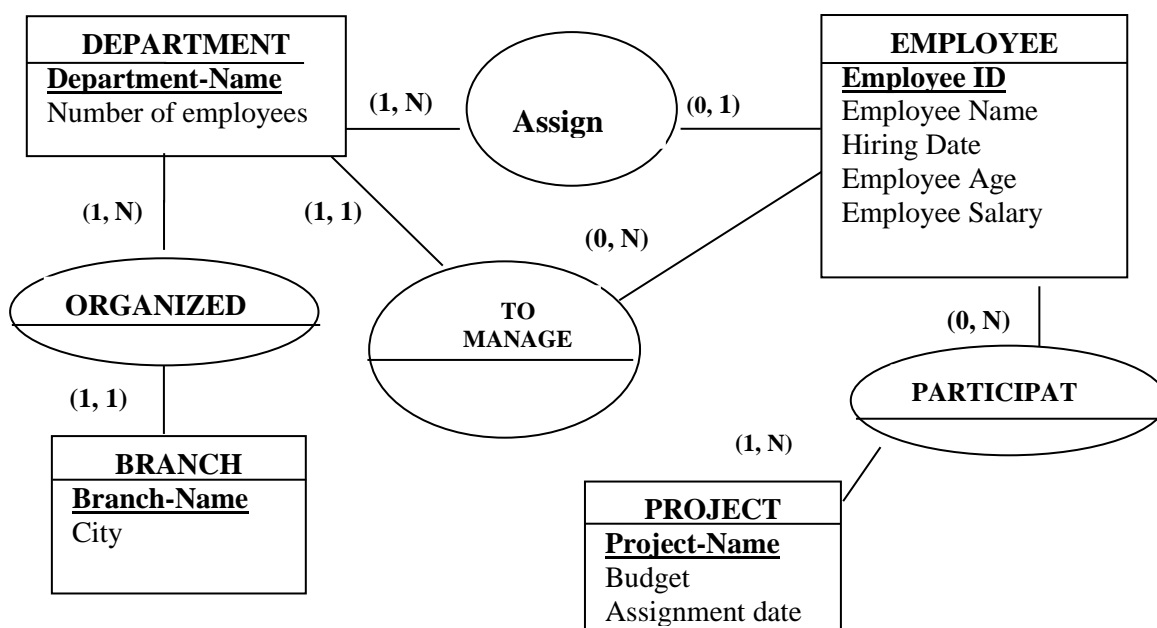 DEPARTMENT
Department-Name
Number of employees
(1, N)
Assign
(0, 1)
EMPLOYEE
Employee ID
Employee Name
Hiring Date
Employee Age
Employee Salary
(1, N)
(1, 1)
(0, N)
ORGANIZED
TO
MANAGE
(0, N)
PARTICIPAT
(1, 1)
BRANCH
Branch-Name
City
(1, N)
PROJECT
Project-Name
Budget
Assignment date